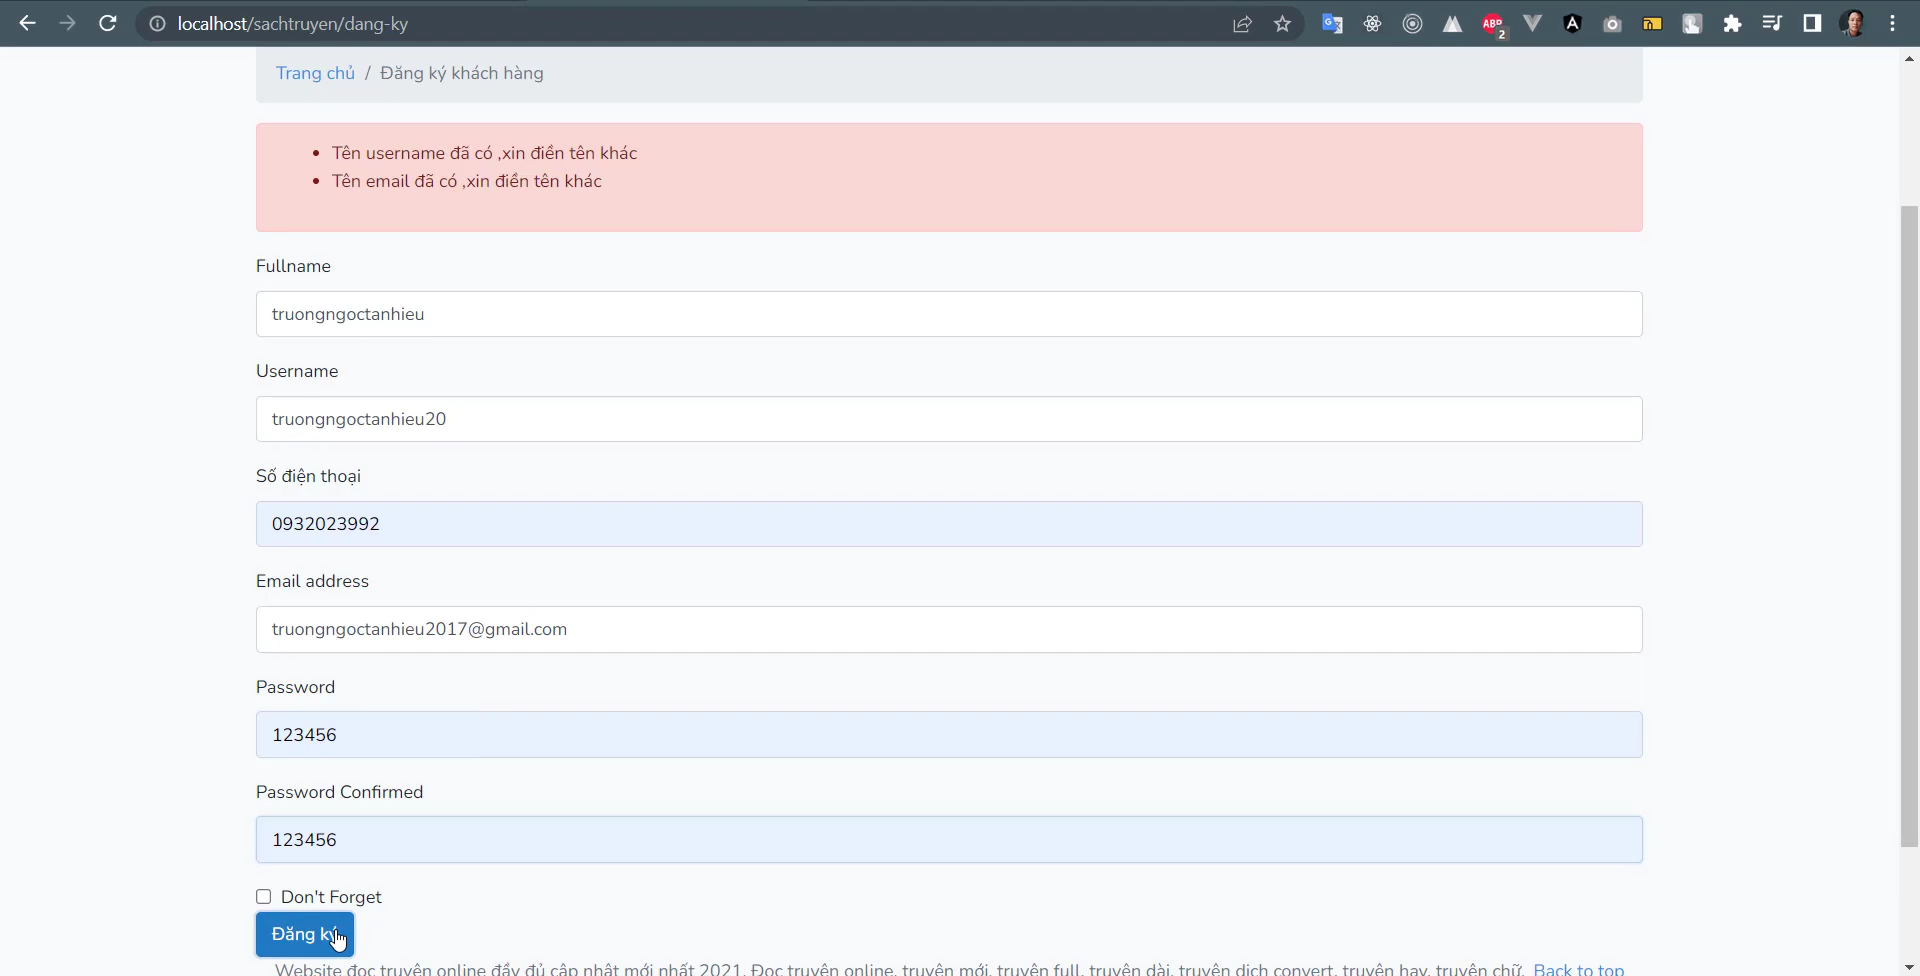 localhost/sachtruyen/dang-ky
ABP
2
Trang chủ / Đăng ký khách hàng
• Tên username đã có ,xin điền tên khác
• Tên email đã có ,xin điền tên khác
Fullname
truongngoctanhieu
Username
truongngoctanhieu20
Số điện thoại
0932023992
Email address
truongngoctanhieu2017@gmail.com
Password
123456
Password Confirmed
123456
Don't Forget
Đăng ký
Website đọc truyện online đầy đủ cập nhật mới nhất 2021. Đọc truyện online, truyện mới, truyện full, truyện dài, truyện dịch convert, truyện hay, truyện chữ. Back to top